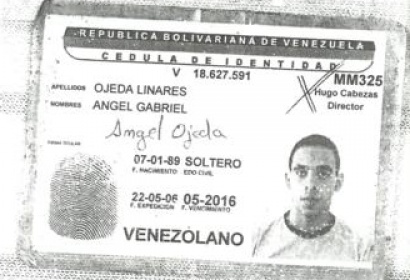 REPUBLICA BOLIVARIANA DE VENEZUELA
CEDULA DE IDENTIDAD
V 18.627.591
MM325
Hugo Cabezas
Director
APELLIDOS OJEDA LINARES
NOMBRES ANGEL GABRIEL
Angel Ojeda
FIRMA TITULAR
07-01-89 SOLTERO
F. NACIMIENTO EDO CIVIL
22-05-06 05-2016
F. EXPEDICION F. VENCIMIENTO
VENEZOLANO